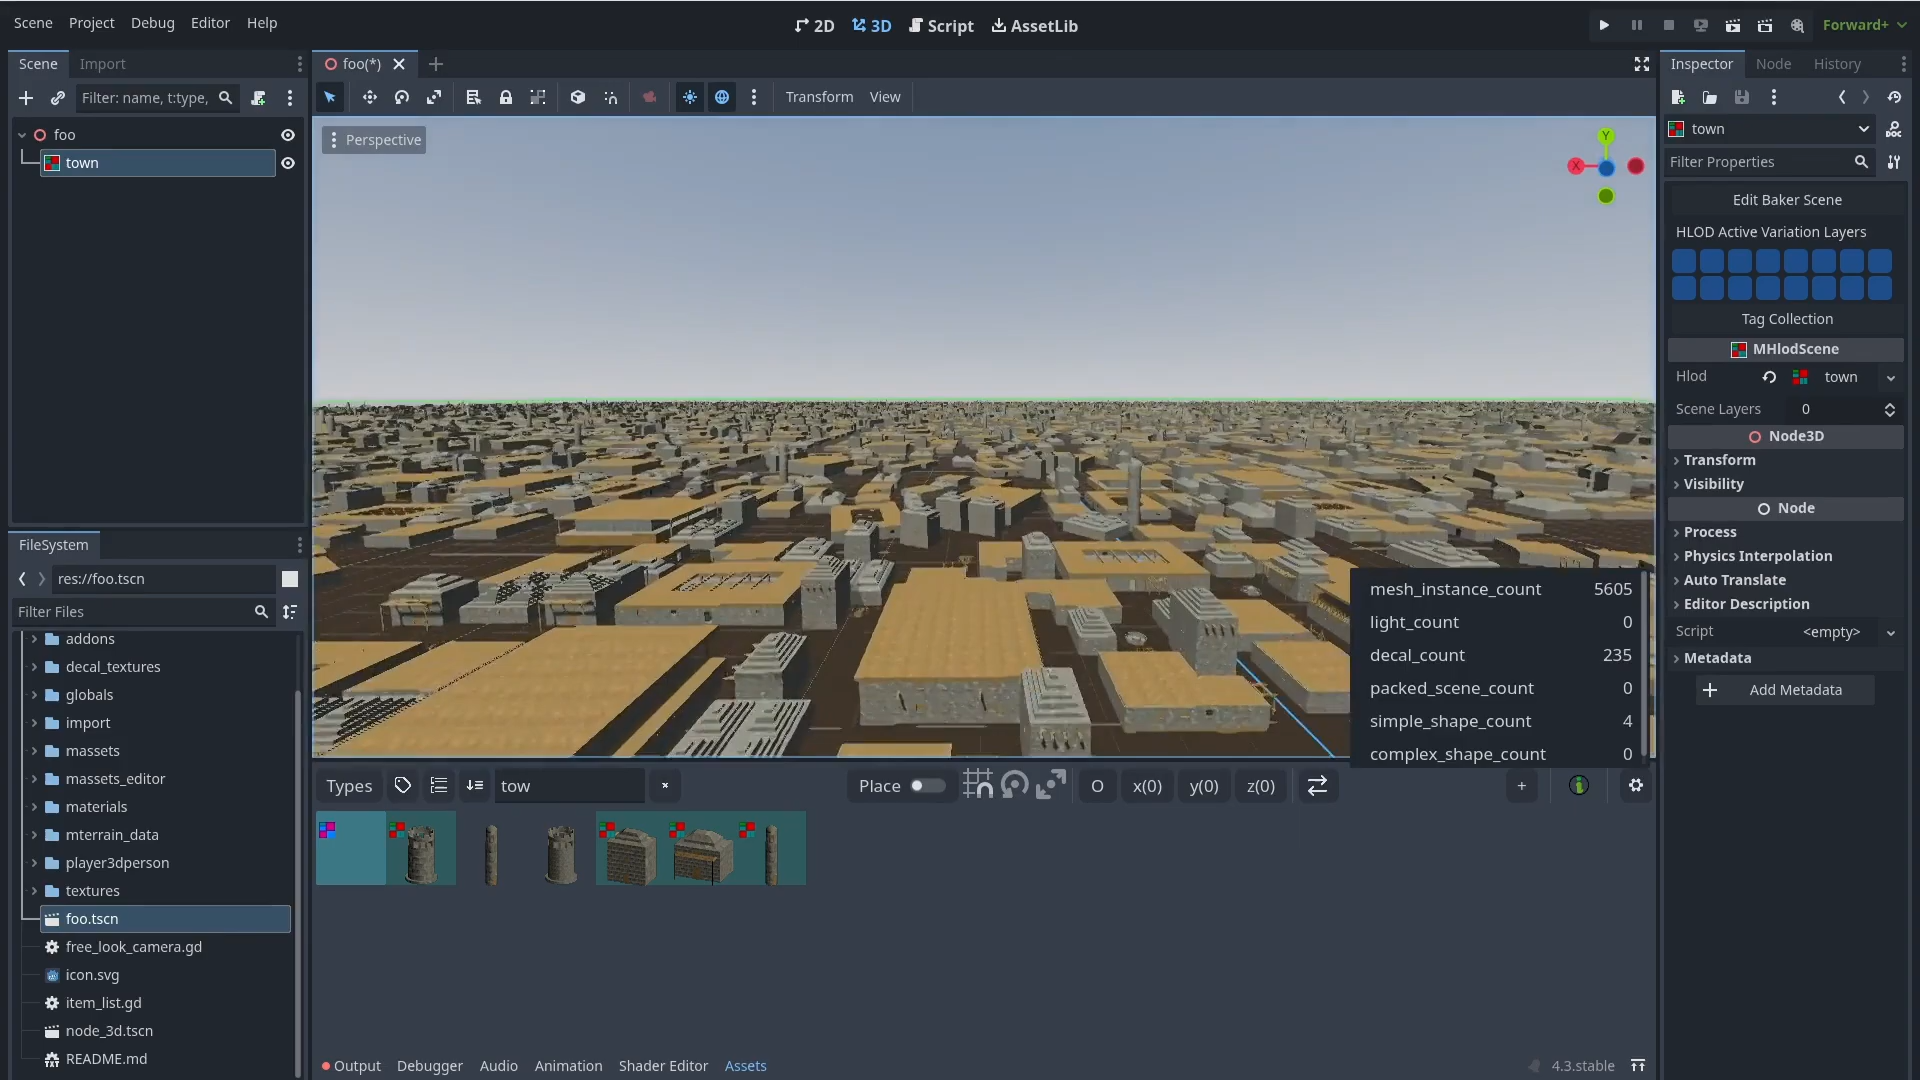 Scene Project Debug Editor Help
2D 3D Script AssetLib
Forward+
Scene Import
foo(*)
Inspector Node History
Filter: name, t:type,
Transform View
foo
town
Perspective
Y
X
town
Filter Properties
Edit Baker Scene
HLOD Active Variation Layers
Tag Collection
MHlodScene
Hlod town
Scene Layers 0
Node3D
Transform
Visibility
Node
Process
Physics Interpolation
Auto Translate
Editor Description
Script <empty>
Metadata
Add Metadata
FileSystem
res://foo.tscn
Filter Files
addons
decal_textures
globals
import
massets
massets_editor
materials
mterrain_data
player3dperson
textures
foo.tscn
free_look_camera.gd
icon.svg
item_list.gd
node_3d.tscn
README.md
mesh_instance_count 5605
light_count 0
decal_count 235
packed_scene_count 0
simple_shape_count 4
complex_shape_count 0
Types tow Place O x(0) y(0) z(0) +
Output Debugger Audio Animation Shader Editor Assets
4.3.stable